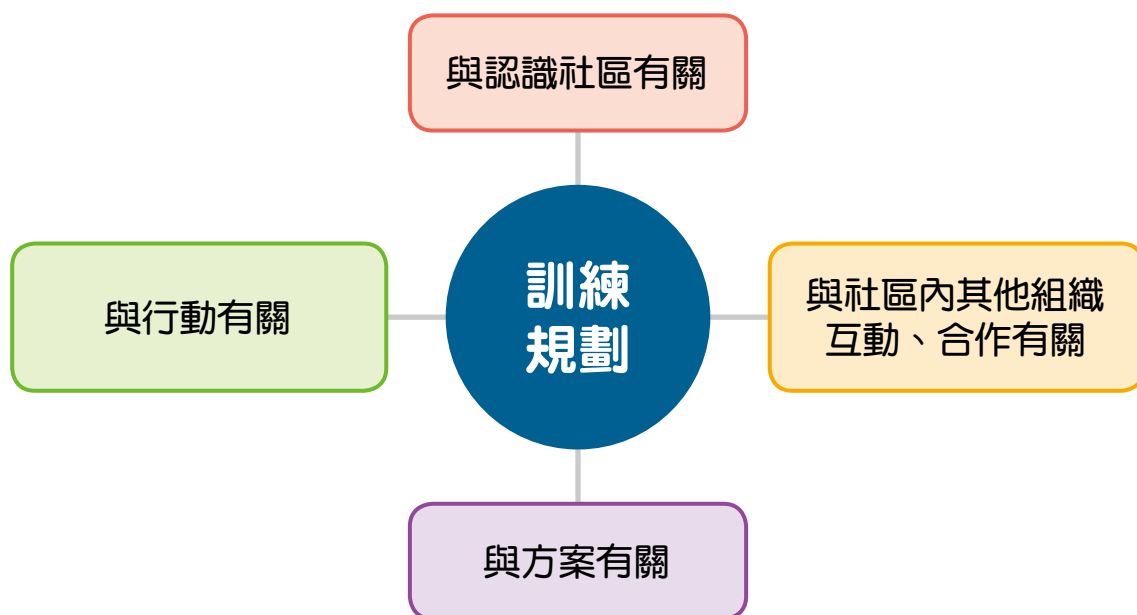 與認識社區有關
與行動有關
訓練
規劃
與社區內其他組織
互動、合作有關
與方案有關